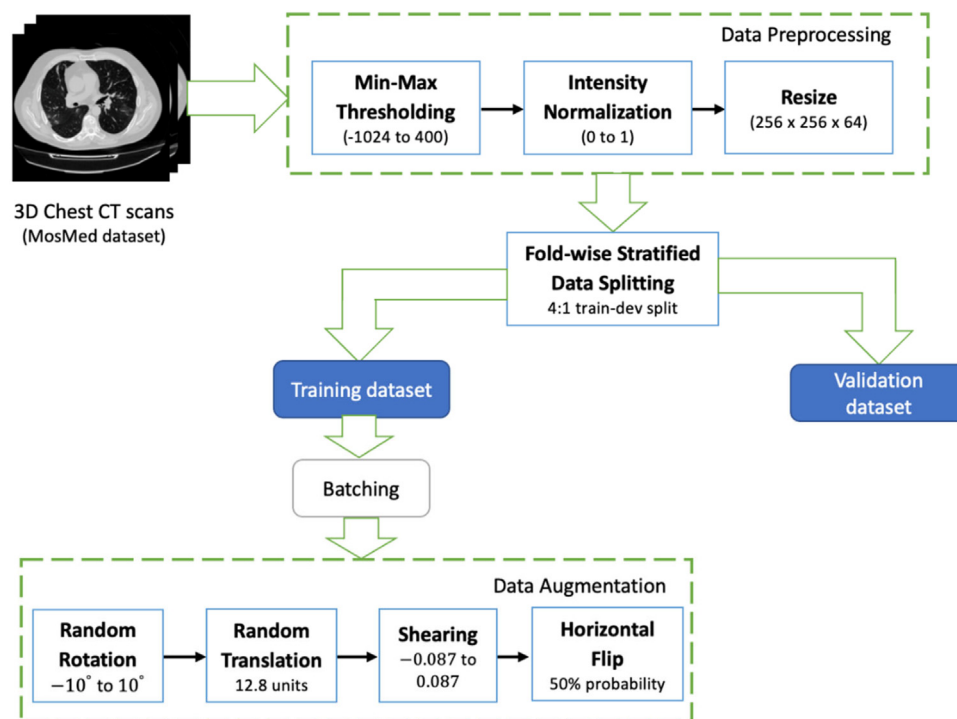 Data Preprocessing
Min-Max
Thresholding
(-1024 to 400)
Intensity
Normalization
(0 to 1)
Resize
(256 x 256 x 64)
3D Chest CT scans
(MosMed dataset)
Fold-wise Stratified
Data Splitting
4:1 train-dev split
Training dataset
Validation
dataset
Batching
Data Augmentation
Random
Rotation
−10° to 10°
Random
Translation
12.8 units
Shearing
−0.087 to
0.087
Horizontal
Flip
50% probability